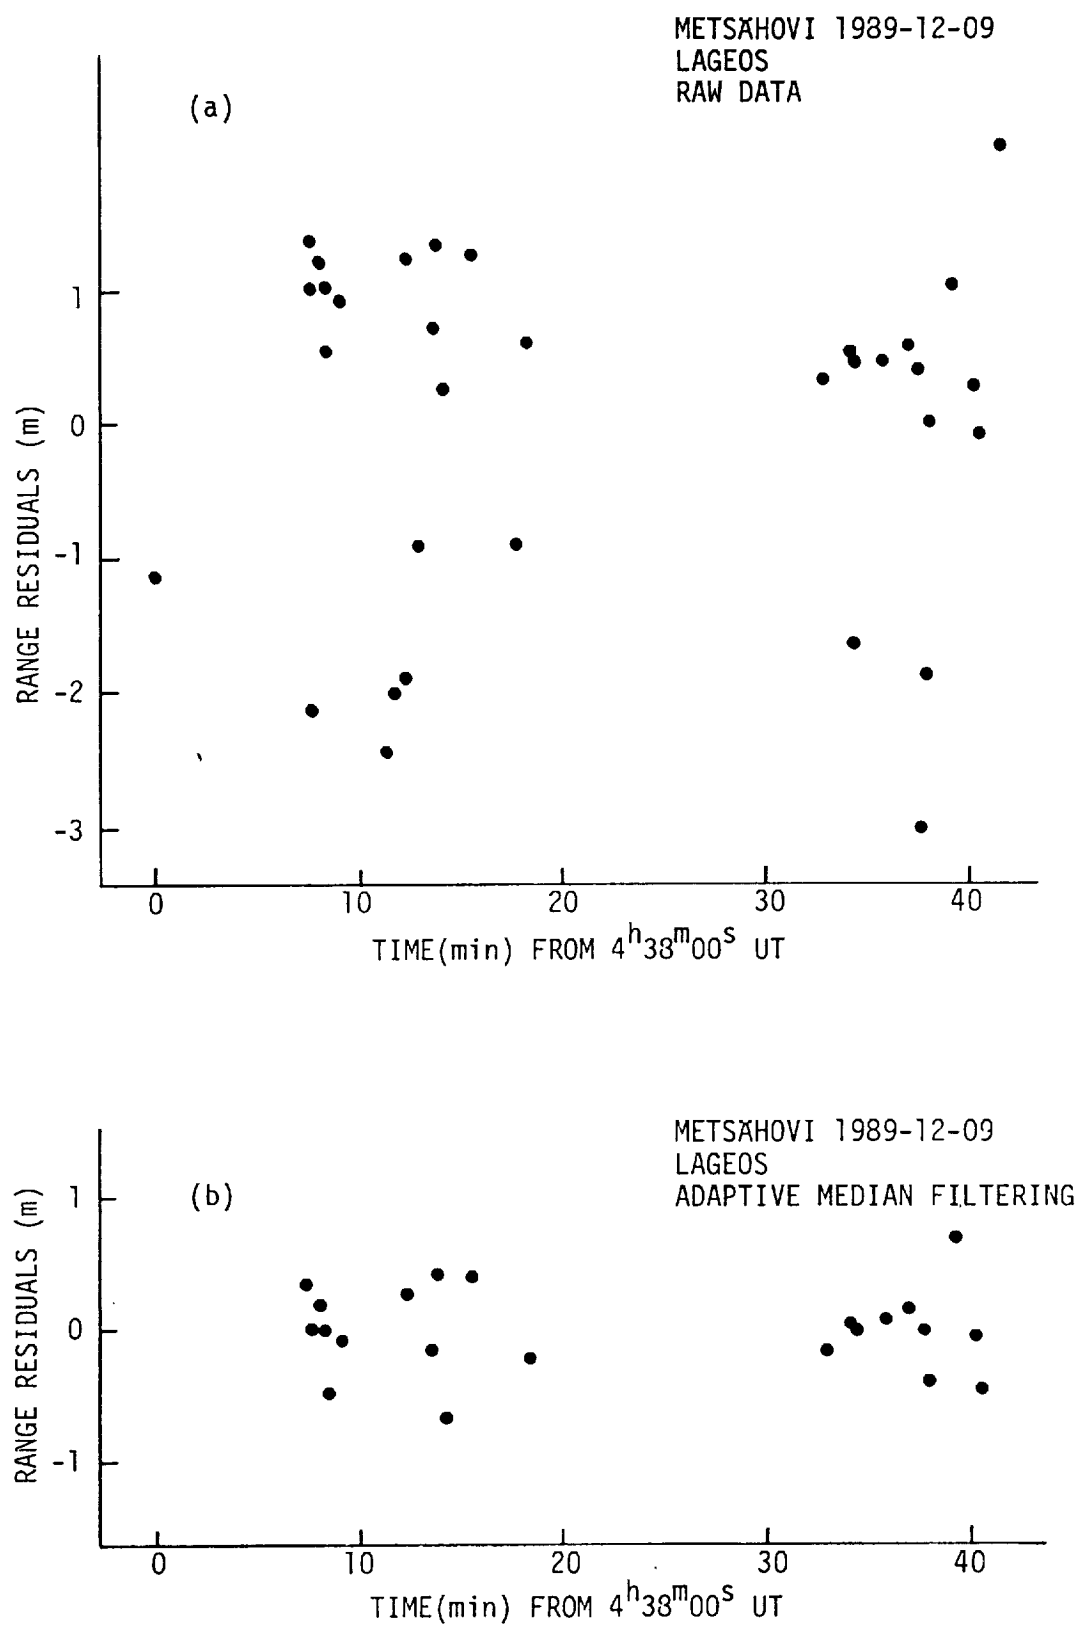 METSÄHOVI 1989-12-09
LAGEOS
RAW DATA
(a)
1
0
-1
-2
-3
RANGE RESIDUALS (m)
0 10 20 30 40
TIME(min) FROM 4h38m00s UT
METSÄHOVI 1989-12-09
LAGEOS
ADAPTIVE MEDIAN FILTERING
(b)
1
0
-1
RANGE RESIDUALS (m)
0 10 20 30 40
TIME(min) FROM 4h38m00s UT